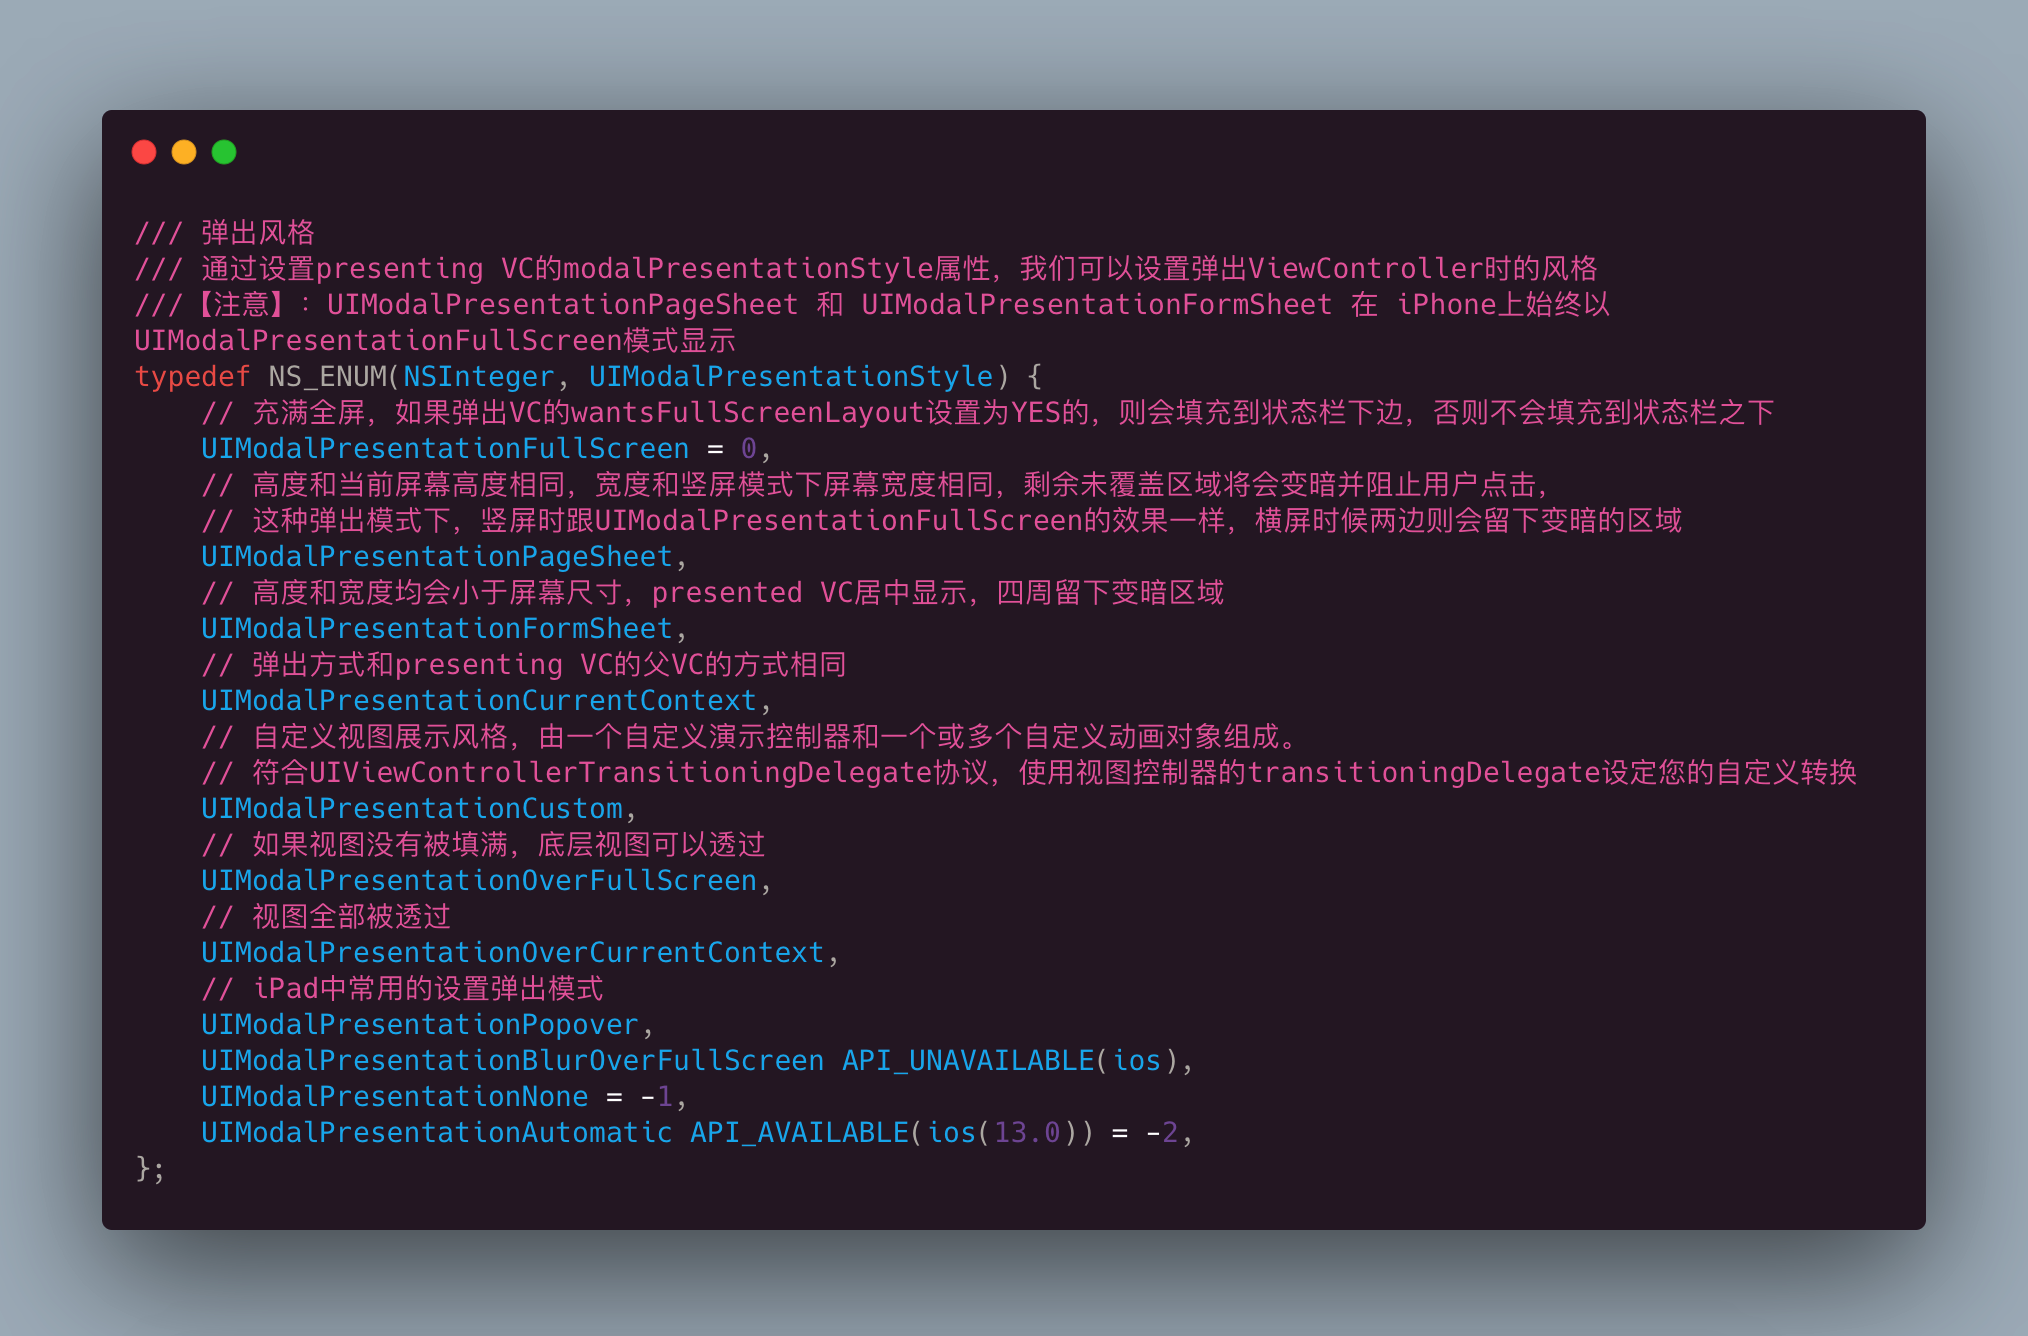 /// 弹出风格
/// 通过设置presenting VC的modalPresentationStyle属性，我们可以设置弹出ViewController时的风格
///【注意】：UIModalPresentationPageSheet 和 UIModalPresentationFormSheet 在 iPhone上始终以
UIModalPresentationFullScreen模式显示
typedef NS_ENUM(NSInteger, UIModalPresentationStyle) {
    // 充满全屏，如果弹出VC的wantsFullScreenLayout设置为YES的，则会填充到状态栏下边，否则不会填充到状态栏之下
    UIModalPresentationFullScreen = 0,
    // 高度和当前屏幕高度相同，宽度和竖屏模式下屏幕宽度相同，剩余未覆盖区域将会变暗并阻止用户点击，
    // 这种弹出模式下，竖屏时跟UIModalPresentationFullScreen的效果一样，横屏时候两边则会留下变暗的区域
    UIModalPresentationPageSheet,
    // 高度和宽度均会小于屏幕尺寸，presented VC居中显示，四周留下变暗区域
    UIModalPresentationFormSheet,
    // 弹出方式和presenting VC的父VC的方式相同
    UIModalPresentationCurrentContext,
    // 自定义视图展示风格，由一个自定义演示控制器和一个或多个自定义动画对象组成。
    // 符合UIViewControllerTransitioningDelegate协议，使用视图控制器的transitioningDelegate设定您的自定义转换
    UIModalPresentationCustom,
    // 如果视图没有被填满，底层视图可以透过
    UIModalPresentationOverFullScreen,
    // 视图全部被透过
    UIModalPresentationOverCurrentContext,
    // iPad中常用的设置弹出模式
    UIModalPresentationPopover,
    UIModalPresentationBlurOverFullScreen API_UNAVAILABLE(ios),
    UIModalPresentationNone = -1,
    UIModalPresentationAutomatic API_AVAILABLE(ios(13.0)) = -2,
};